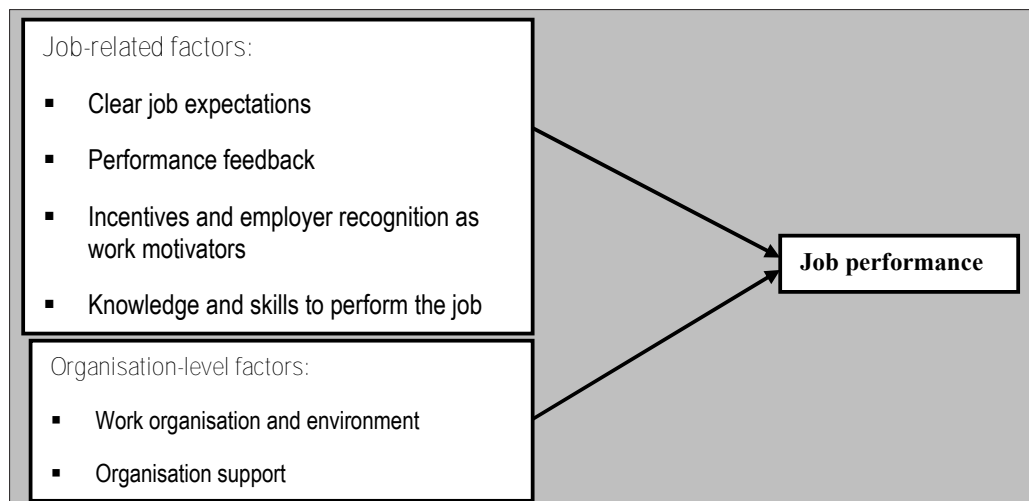 Job-related factors:
▪ Clear job expectations
▪ Performance feedback
▪ Incentives and employer recognition as
work motivators
▪ Knowledge and skills to perform the job
Job performance
Organisation-level factors:
▪ Work organisation and environment
▪ Organisation support